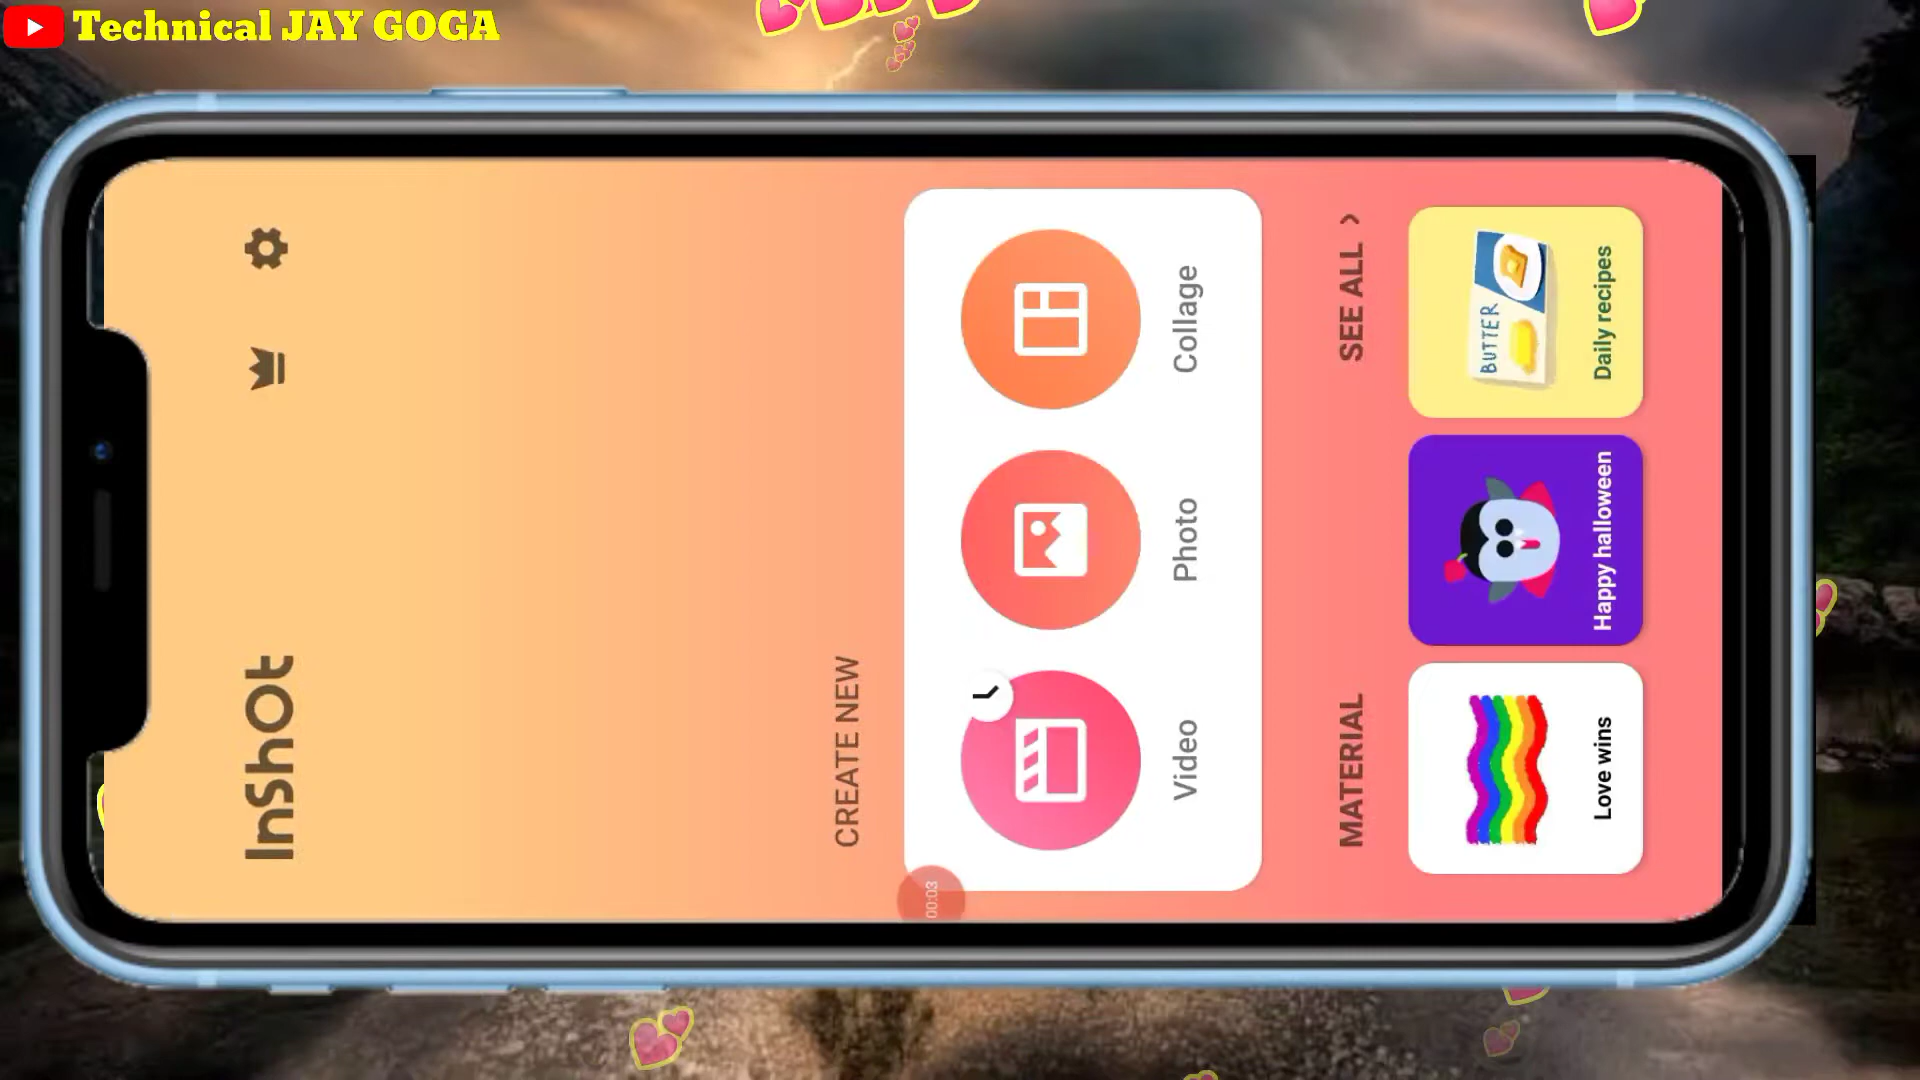 Technical JAY GOGA
InShOt
CREATE NEW
Video
Photo
Collage
00:03
MATERIAL
SEE ALL >
Love wins
Happy halloween
BUTTER
Daily recipes